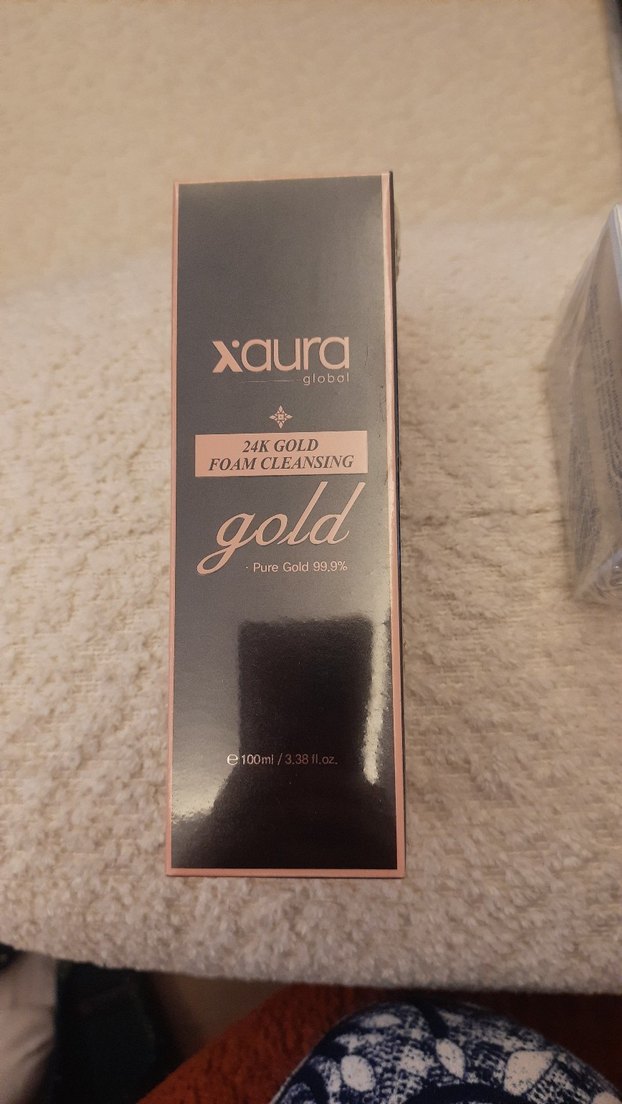 xaura
global
24K GOLD
FOAM CLEANSING
gold
· Pure Gold 99.9%
℮ 100ml / 3.38 fl.oz.